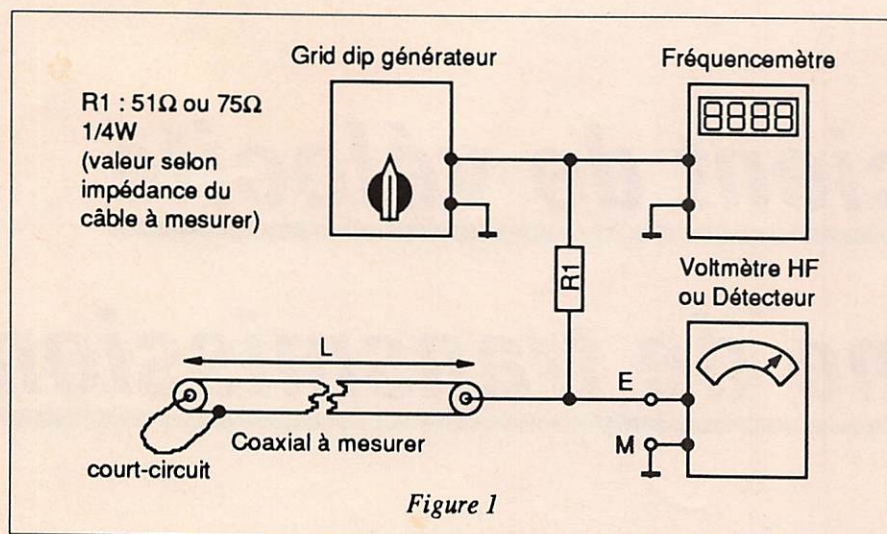 Grid dip générateur
Fréquencemètre
R1 : 51Ω ou 75Ω
1/4W
(valeur selon
impédance du
câble à mesurer)
8888
R1
Voltmètre HF
ou Détecteur
L
E
M
Coaxial à mesurer
court-circuit
Figure 1